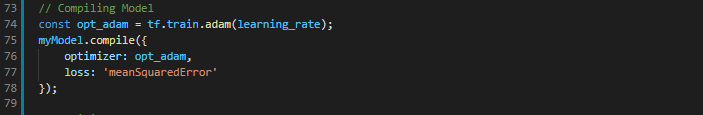 73 // Compiling Model
74 const opt_adam = tf.train.adam(learning_rate);
75 myModel.compile({
76     optimizer: opt_adam,
77     loss: 'meanSquaredError'
78 });
79